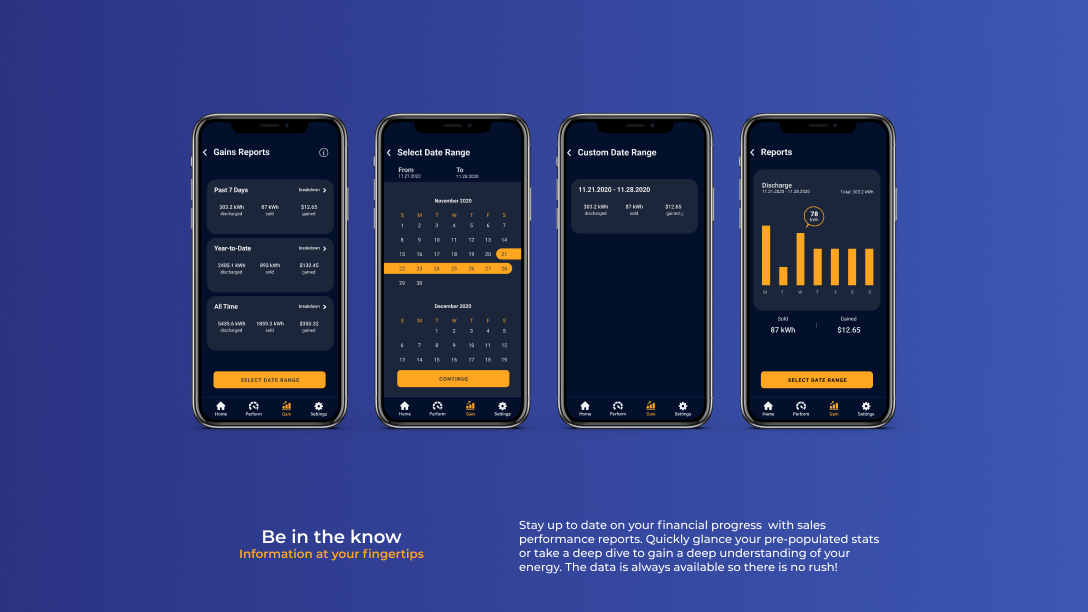 Gains Reports
Past 7 Days
breakdown
303.2 kWh 87 kWh $12.65
discharged sold gained
Year-to-Date
breakdown
2405.1 kWh 893 kWh $132.45
discharged sold gained
All Time
breakdown
5435.6 kWh 1859.3 kWh $350.32
discharged sold gained
SELECT DATE RANGE
Home Perform Gain Settings
Select Date Range
From To
11.21.2020 11.28.2020
November 2020
S M T W T F S
1 2 3 4 5 6 7
8 9 10 11 12 13 14
15 16 17 18 19 20 21
22 23 24 25 26 27 28
29 30
December 2020
S M T W T F S
1 2 3 4 5
6 7 8 9 10 11 12
13 14 15 16 17 18 19
CONTINUE
Home Perform Gain Settings
Custom Date Range
11.21.2020 - 11.28.2020
303.2 kWh 87 kWh $12.65
discharged sold gained
Home Perform Gain Settings
Reports
Discharge
11.21.2020 - 11.28.2020
Total: 303.2 kWh
78
kWh
M T W T F S S
Sold Gained
87 kWh $12.65
SELECT DATE RANGE
Home Perform Gain Settings
Be in the know
Information at your fingertips
Stay up to date on your financial progress with sales
performance reports. Quickly glance your pre-populated stats
or take a deep dive to gain a deep understanding of your
energy. The data is always available so there is no rush!